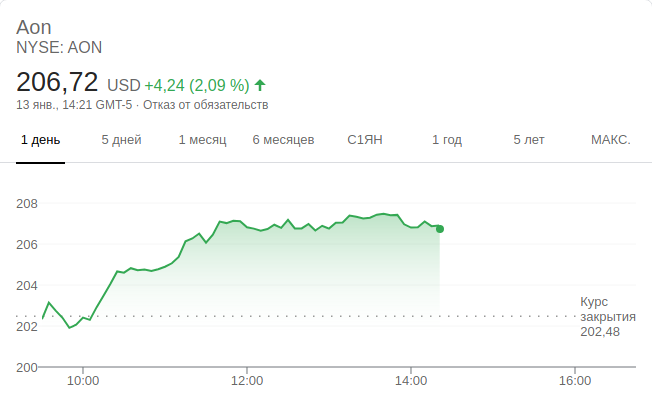 Aon
NYSE: AON
206,72 USD +4,24 (2,09 %)
13 янв., 14:21 GMT-5 · Отказ от обязательств
1 день 5 дней 1 месяц 6 месяцев С1ЯН 1 год 5 лет МАКС.
208
206
204
Курс
закрытия
202,48
202
200
10:00 12:00 14:00 16:00